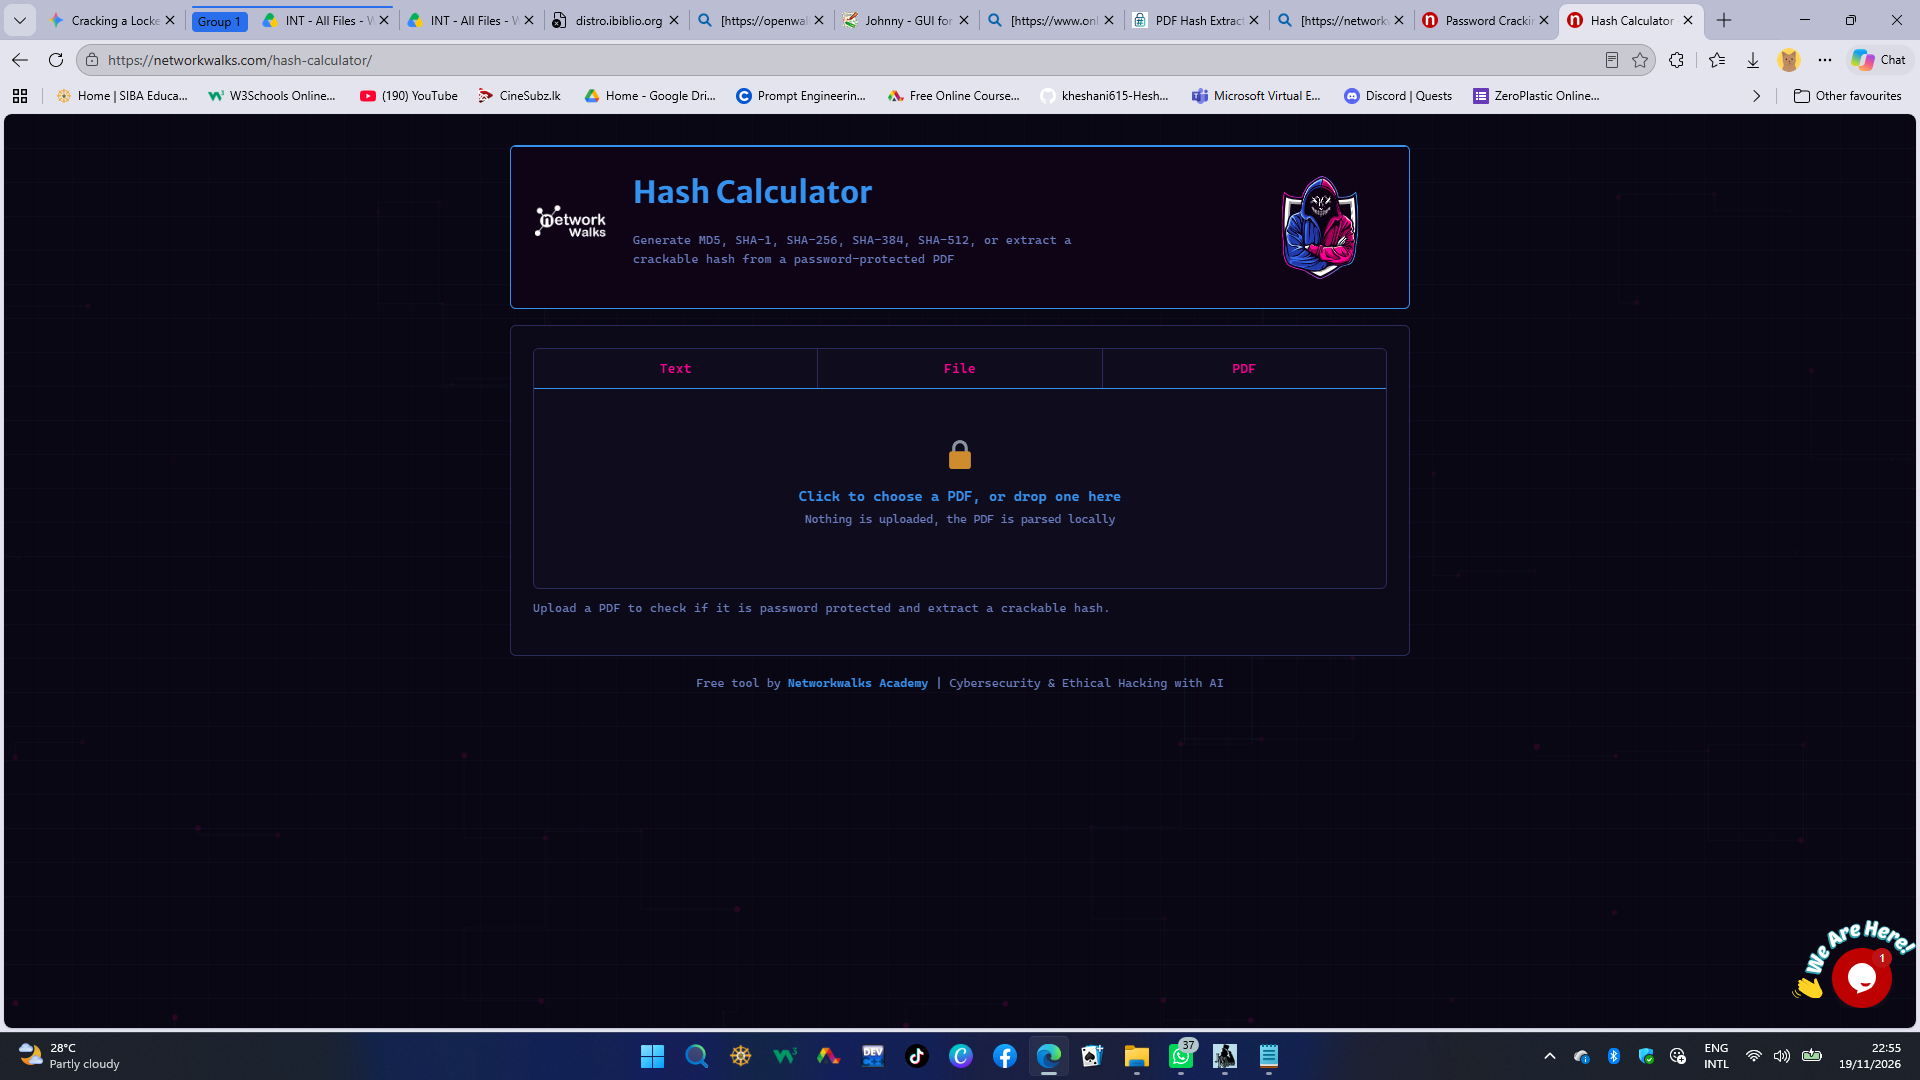 Cracking a Locke
Group 1
INT - All Files - W
INT - All Files - W
distro.ibiblio.org
[https://openwal
Johnny - GUI for
[https://www.onl
PDF Hash Extract
[https://network
Password Crackin
Hash Calculator
https://networkwalks.com/hash-calculator/
Chat
Home | SIBA Educa...
W3Schools Online...
(190) YouTube
CineSubz.lk
Home - Google Dri...
Prompt Engineerin...
Free Online Course...
kheshani615-Hesh...
Microsoft Virtual E...
Discord | Quests
ZeroPlastic Online...
Other favourites
network
Walks
Hash Calculator
Generate MD5, SHA-1, SHA-256, SHA-384, SHA-512, or extract a
crackable hash from a password-protected PDF
Text
File
PDF
Click to choose a PDF, or drop one here
Nothing is uploaded, the PDF is parsed locally
Upload a PDF to check if it is password protected and extract a crackable hash.
Free tool by Networkwalks Academy | Cybersecurity & Ethical Hacking with AI
We Are Here!
1
28°C
Partly cloudy
DEV
37
ENG
INTL
22:55
19/11/2026